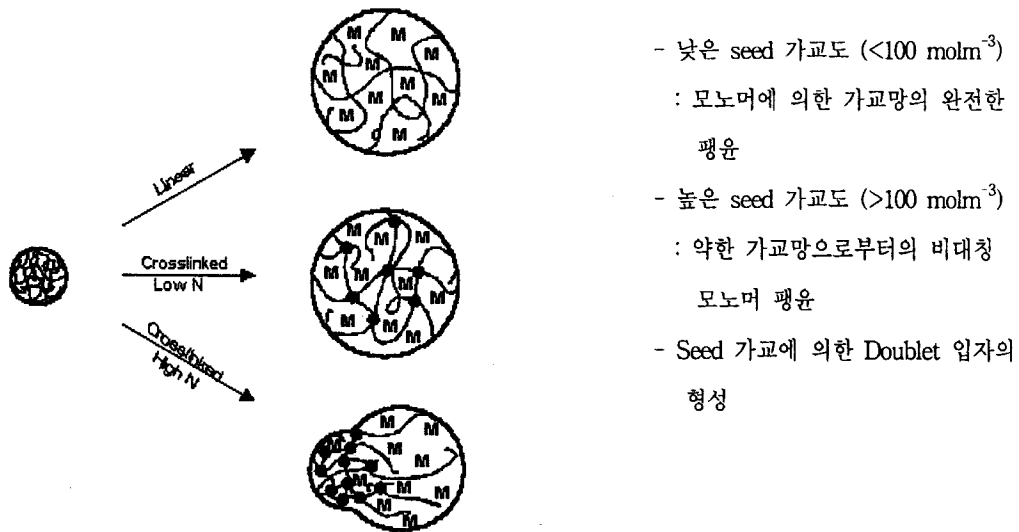 M
M
M
M
M
M
M
M
M
M
Linear
M
M
M
M
M
M
M
M
M
Crosslinked
Low N
Crosslinked
High N
M
M
M
M
M
M
M
M
M
M
- 낮은 seed 가교도 (<100 molm⁻³)
: 모노머에 의한 가교망의 완전한
팽윤
- 높은 seed 가교도 (>100 molm⁻³)
: 약한 가교망으로부터의 비대칭
모노머 팽윤
- Seed 가교에 의한 Doublet 입자의
형성